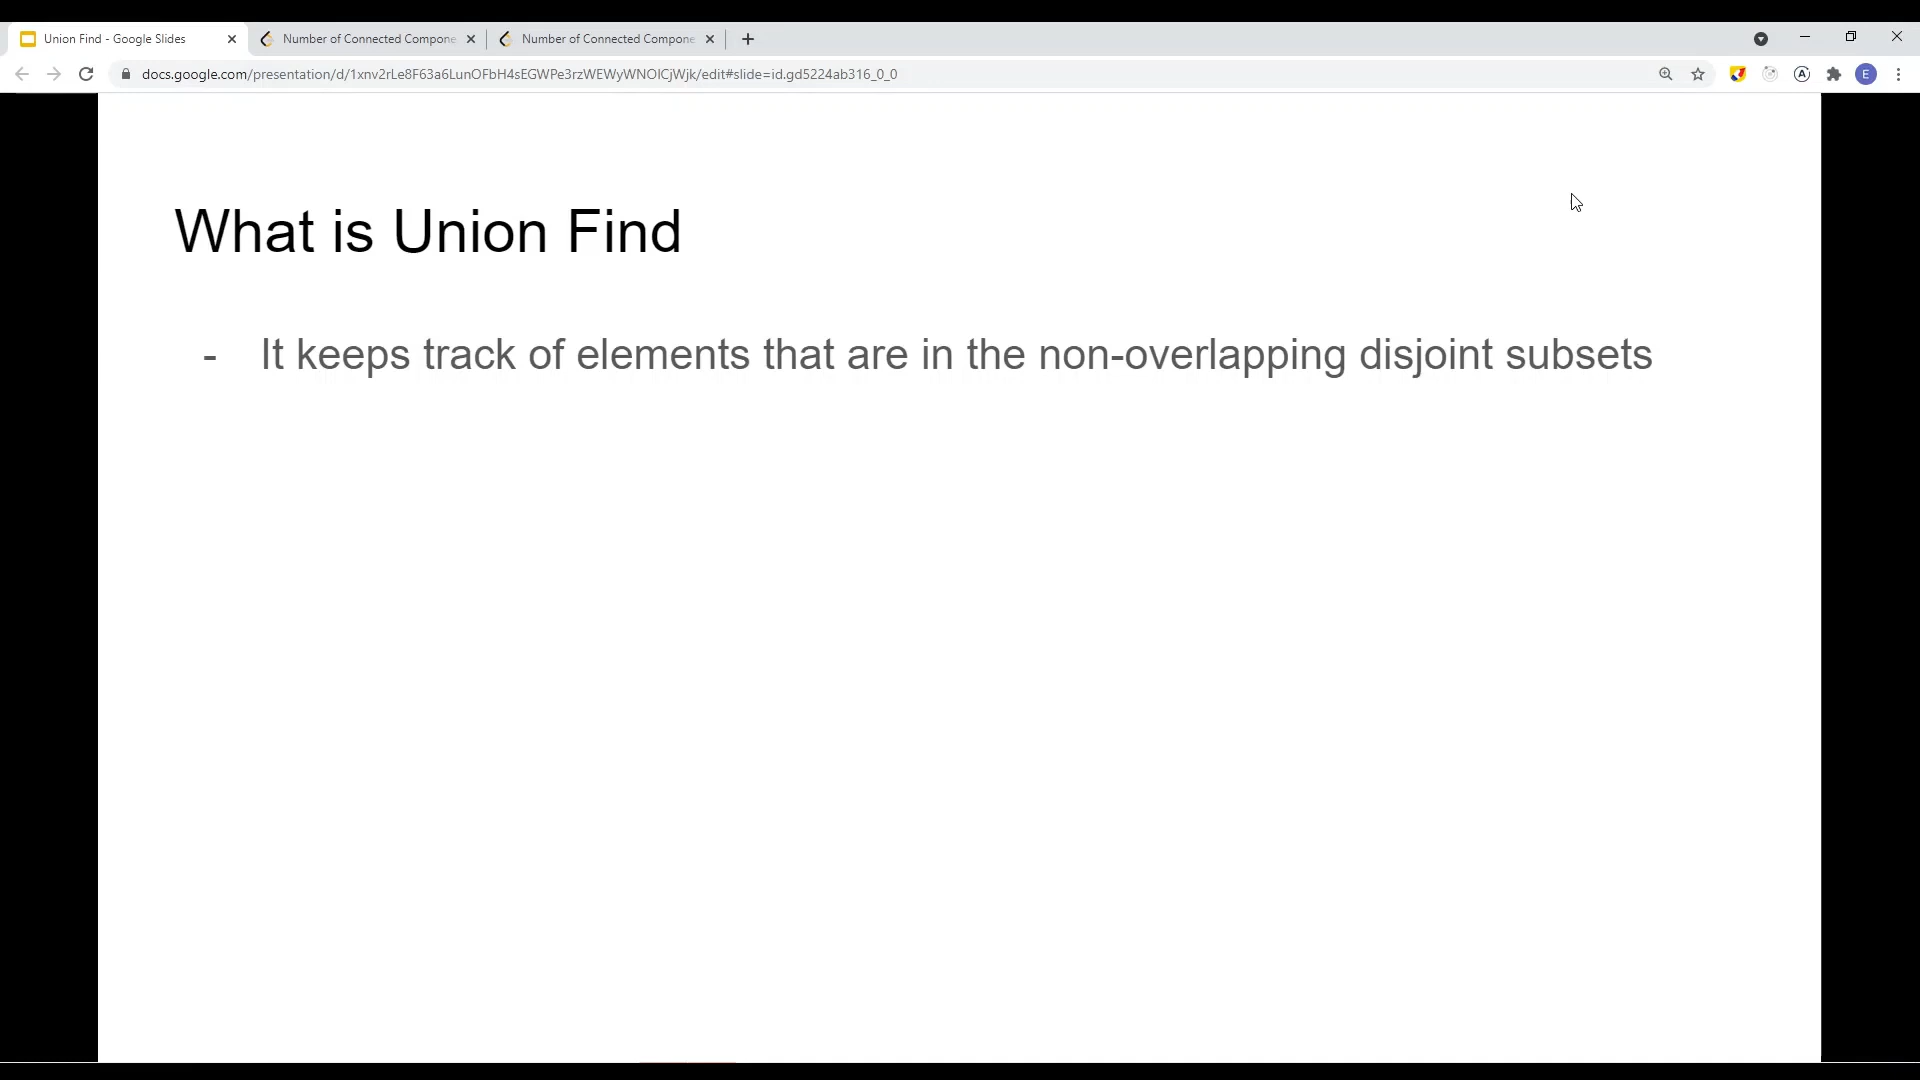 Union Find - Google Slides
Number of Connected Compone
Number of Connected Compone
docs.google.com/presentation/d/1xnv2rLe8F63a6LunOFbH4sEGWPe3rzWEWyWNOICjWjk/edit#slide=id.gd5224ab316_0_0
A
E
What is Union Find
- It keeps track of elements that are in the non-overlapping disjoint subsets